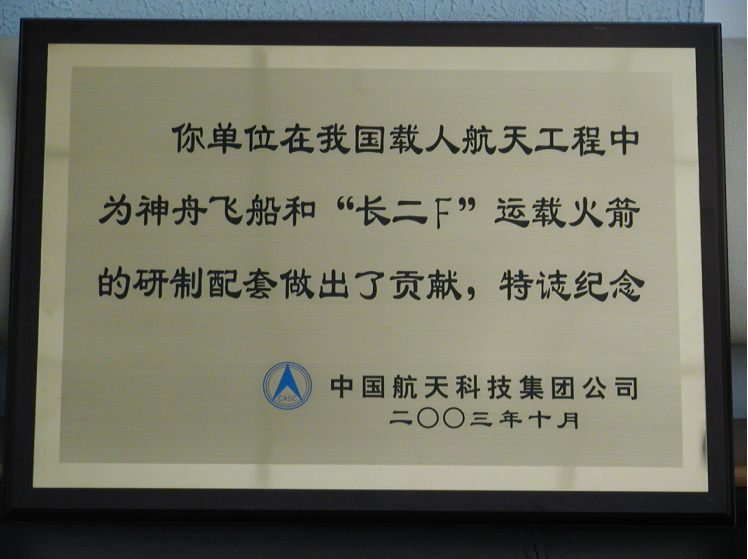 你单位在我国载人航天工程中
为神舟飞船和“长二F”运载火箭
的研制配套做出了贡献，特誌纪念
CASC
中国航天科技集团公司
二〇〇三年十月